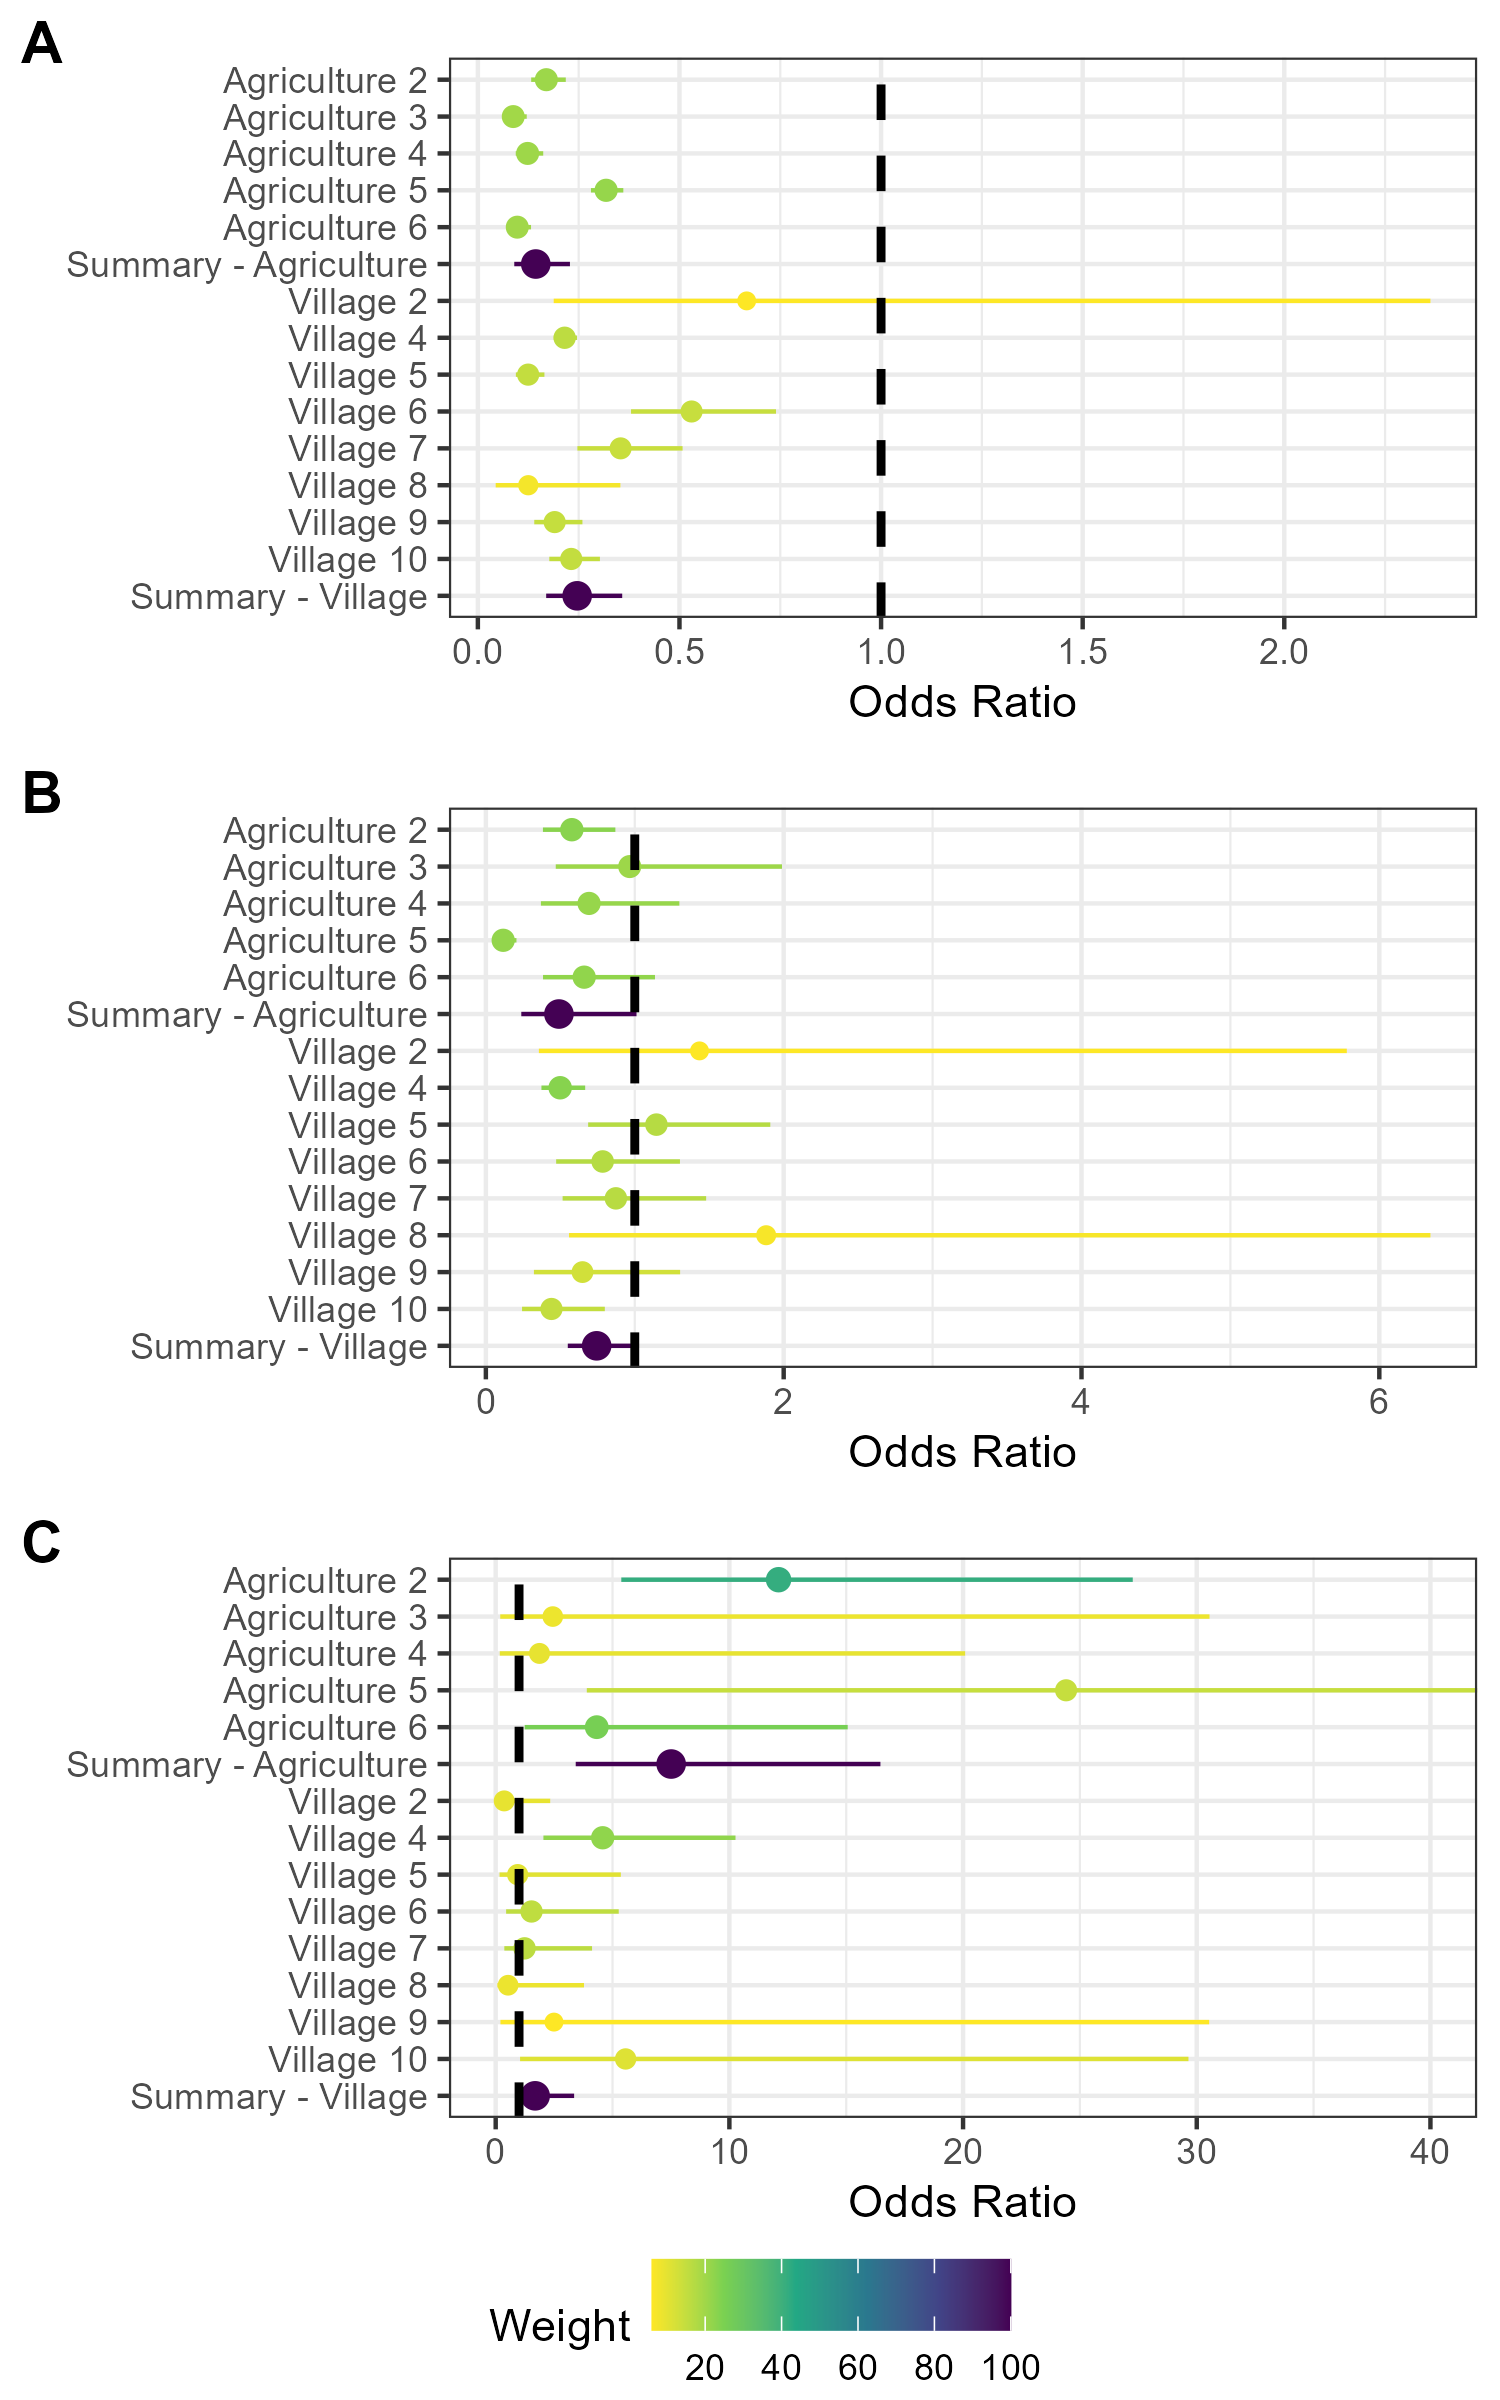 A
Agriculture 2
Agriculture 3
Agriculture 4
Agriculture 5
Agriculture 6
Summary - Agriculture
Village 2
Village 4
Village 5
Village 6
Village 7
Village 8
Village 9
Village 10
Summary - Village
0.0 0.5 1.0 1.5 2.0
Odds Ratio
B
Agriculture 2
Agriculture 3
Agriculture 4
Agriculture 5
Agriculture 6
Summary - Agriculture
Village 2
Village 4
Village 5
Village 6
Village 7
Village 8
Village 9
Village 10
Summary - Village
0 2 4 6
Odds Ratio
C
Agriculture 2
Agriculture 3
Agriculture 4
Agriculture 5
Agriculture 6
Summary - Agriculture
Village 2
Village 4
Village 5
Village 6
Village 7
Village 8
Village 9
Village 10
Summary - Village
0 10 20 30 40
Odds Ratio
Weight
20 40 60 80 100